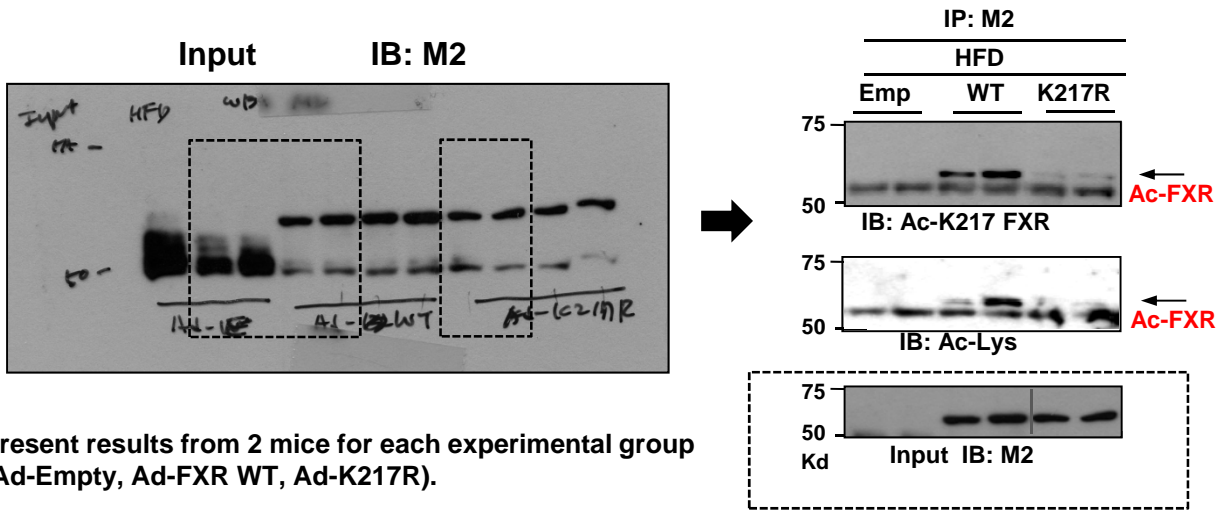 Input IB: M2
Input HFD WB
50 -
Ad-
Ad- WT
Ad-K217R
resent results from 2 mice for each experimental group
Ad-Empty, Ad-FXR WT, Ad-K217R).
IP: M2
HFD
Emp WT K217R
75
50
Ac-FXR
IB: Ac-K217 FXR
75
50
Ac-FXR
IB: Ac-Lys
75
50
Kd
Input IB: M2